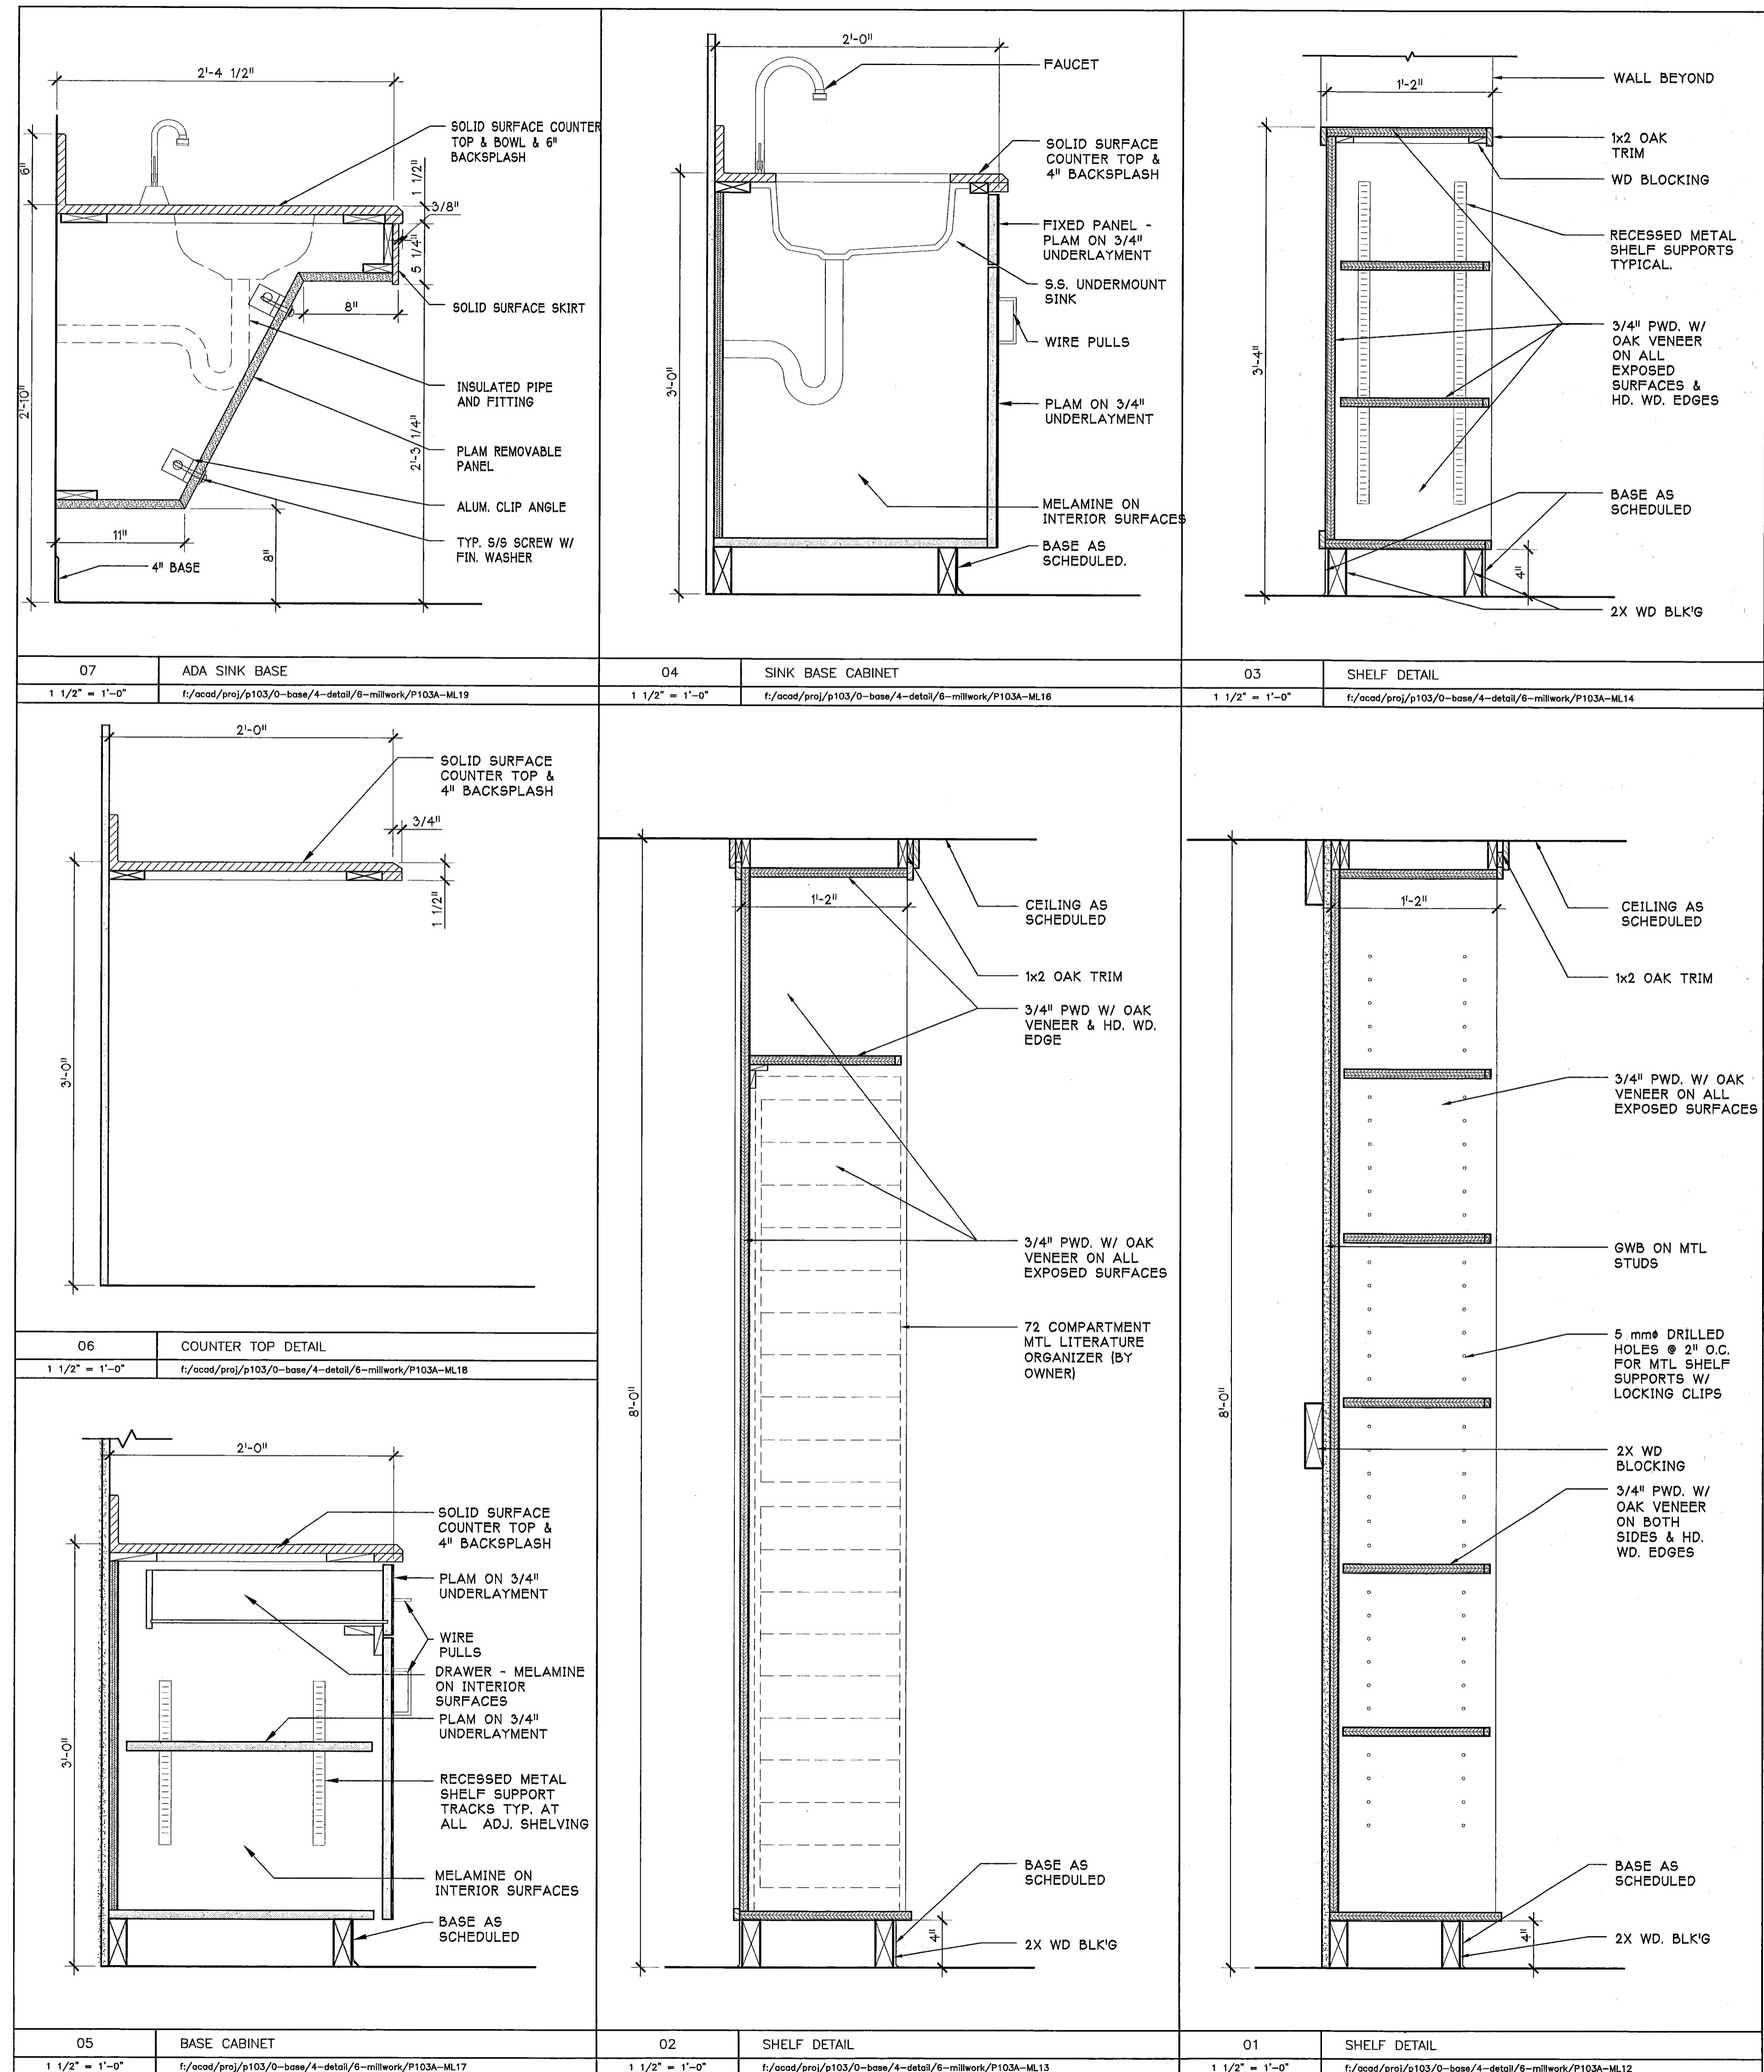 2'-4 1/2"
SOLID SURFACE COUNTER
TOP & BOWL & 6"
BACKSPLASH
6"
1 1/2"
3/8"
5 1/4"
SOLID SURFACE SKIRT
8"
INSULATED PIPE
AND FITTING
2'-10"
2'-3 1/4"
PLAM REMOVABLE
PANEL
ALUM. CLIP ANGLE
11"
TYP. S/S SCREW W/
FIN. WASHER
8"
4" BASE
07
ADA SINK BASE
1 1/2" = 1'-0"
f:/acad/proj/p103/0-base/4-detail/6-millwork/P103A-ML19
2'-0"
FAUCET
SOLID SURFACE
COUNTER TOP &
4" BACKSPLASH
FIXED PANEL -
PLAM ON 3/4"
UNDERLAYMENT
S.S. UNDERMOUNT
SINK
WIRE PULLS
3'-0"
PLAM ON 3/4"
UNDERLAYMENT
MELAMINE ON
INTERIOR SURFACES
BASE AS
SCHEDULED.
04
SINK BASE CABINET
1 1/2" = 1'-0"
f:/acad/proj/p103/0-base/4-detail/6-millwork/P103A-ML16
WALL BEYOND
1'-2"
1x2 OAK
TRIM
WD BLOCKING
RECESSED METAL
SHELF SUPPORTS
TYPICAL.
3/4" PWD. W/
OAK VENEER
ON ALL
EXPOSED
SURFACES &
HD. WD. EDGES
3'-4"
BASE AS
SCHEDULED
4"
2X WD BLK'G
03
SHELF DETAIL
1 1/2" = 1'-0"
f:/acad/proj/p103/0-base/4-detail/6-millwork/P103A-ML14
2'-0"
SOLID SURFACE
COUNTER TOP &
4" BACKSPLASH
3/4"
1 1/2"
3'-0"
06
COUNTER TOP DETAIL
1 1/2" = 1'-0"
f:/acad/proj/p103/0-base/4-detail/6-millwork/P103A-ML18
2'-0"
SOLID SURFACE
COUNTER TOP &
4" BACKSPLASH
PLAM ON 3/4"
UNDERLAYMENT
WIRE
PULLS
DRAWER - MELAMINE
ON INTERIOR
SURFACES
PLAM ON 3/4"
UNDERLAYMENT
3'-0"
RECESSED METAL
SHELF SUPPORT
TRACKS TYP. AT
ALL ADJ. SHELVING
MELAMINE ON
INTERIOR SURFACES
BASE AS
SCHEDULED
05
BASE CABINET
1 1/2" = 1'-0"
f:/acad/proj/p103/0-base/4-detail/6-millwork/P103A-ML17
1'-2"
CEILING AS
SCHEDULED
1x2 OAK TRIM
3/4" PWD W/ OAK
VENEER & HD. WD.
EDGE
3/4" PWD. W/ OAK
VENEER ON ALL
EXPOSED SURFACES
72 COMPARTMENT
MTL LITERATURE
ORGANIZER (BY
OWNER)
8'-0"
BASE AS
SCHEDULED
4"
2X WD BLK'G
02
SHELF DETAIL
1 1/2" = 1'-0"
f:/acad/proj/p103/0-base/4-detail/6-millwork/P103A-ML13
1'-2"
CEILING AS
SCHEDULED
1x2 OAK TRIM
3/4" PWD. W/ OAK
VENEER ON ALL
EXPOSED SURFACES
GWB ON MTL
STUDS
5 mmø DRILLED
HOLES @ 2" O.C.
FOR MTL SHELF
SUPPORTS W/
LOCKING CLIPS
8'-0"
2X WD
BLOCKING
3/4" PWD. W/
OAK VENEER
ON BOTH
SIDES & HD.
WD. EDGES
BASE AS
SCHEDULED
4"
2X WD. BLK'G
01
SHELF DETAIL
1 1/2" = 1'-0"
f:/acad/proj/p103/0-base/4-detail/6-millwork/P103A-ML12